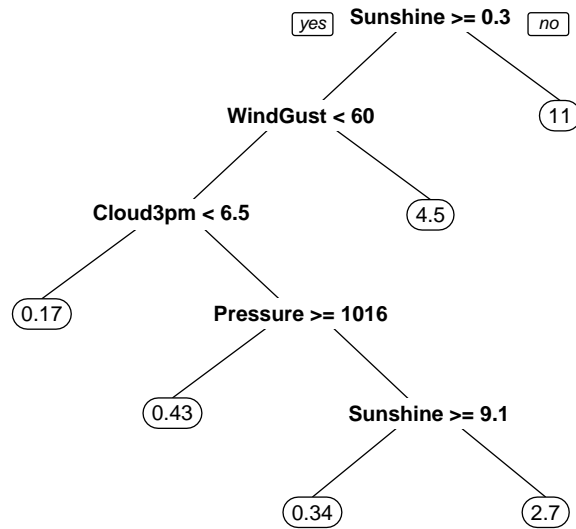 yes Sunshine >= 0.3 no
WindGust < 60
11
Cloud3pm < 6.5
4.5
0.17
Pressure >= 1016
0.43
Sunshine >= 9.1
0.34
2.7